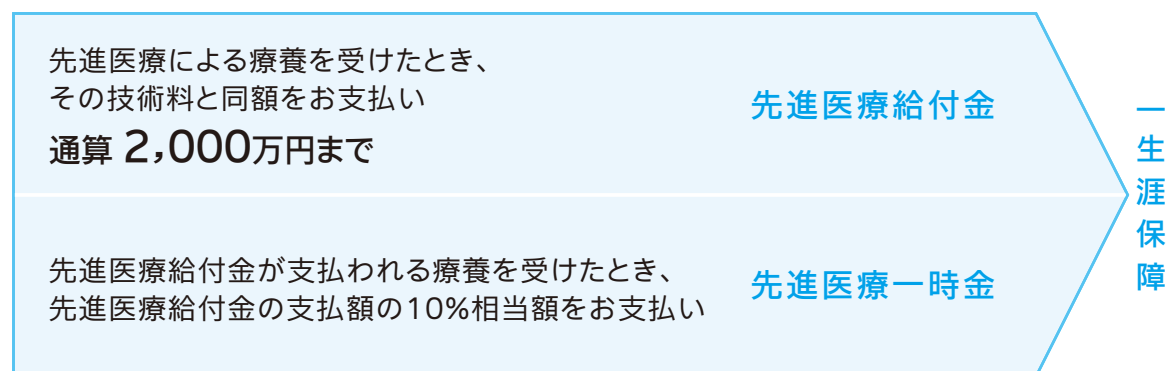 先進医療による療養を受けたとき、
その技術料と同額をお支払い
通算 2,000万円まで
先進医療給付金
先進医療給付金が支払われる療養を受けたとき、
先進医療給付金の支払額の10%相当額をお支払い
先進医療一時金
一生涯保障